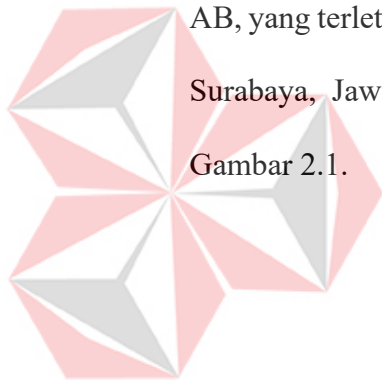 AB, yang terlet
Surabaya, Jaw
Gambar 2.1.